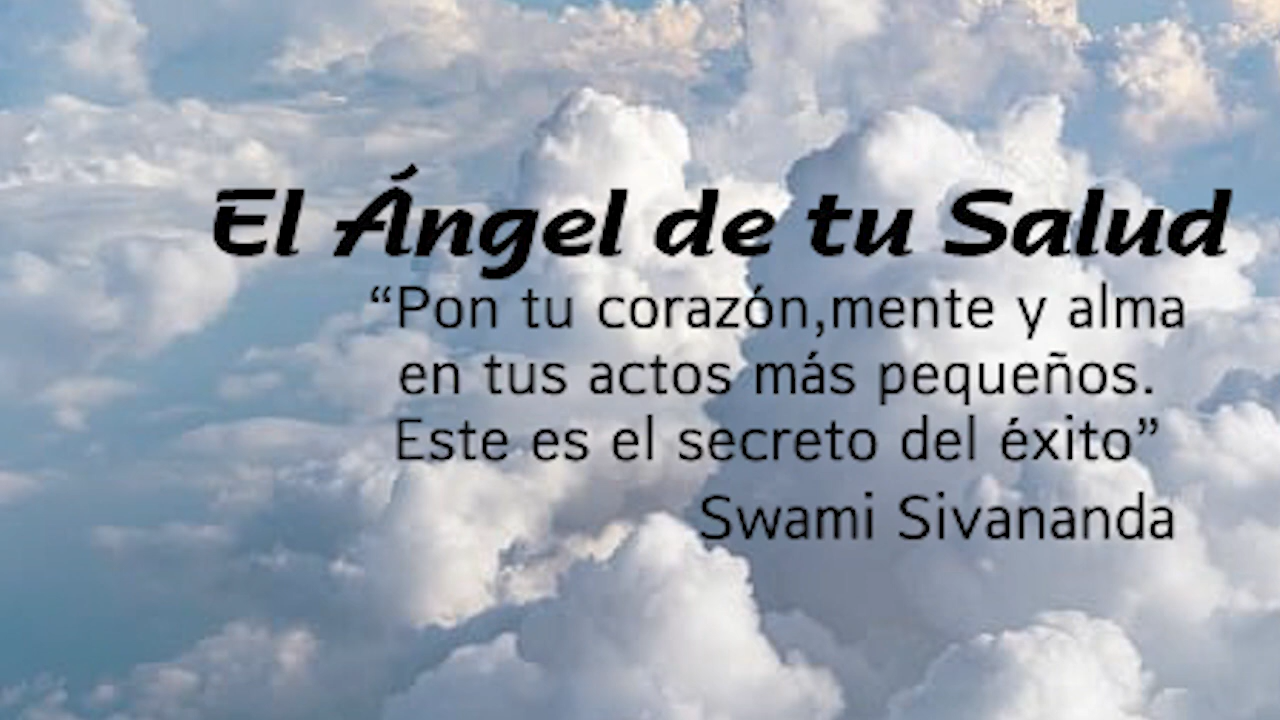 El Ángel de tu Salud
“Pon tu corazón,mente y alma
en tus actos más pequeños.
Este es el secreto del éxito”
Swami Sivananda